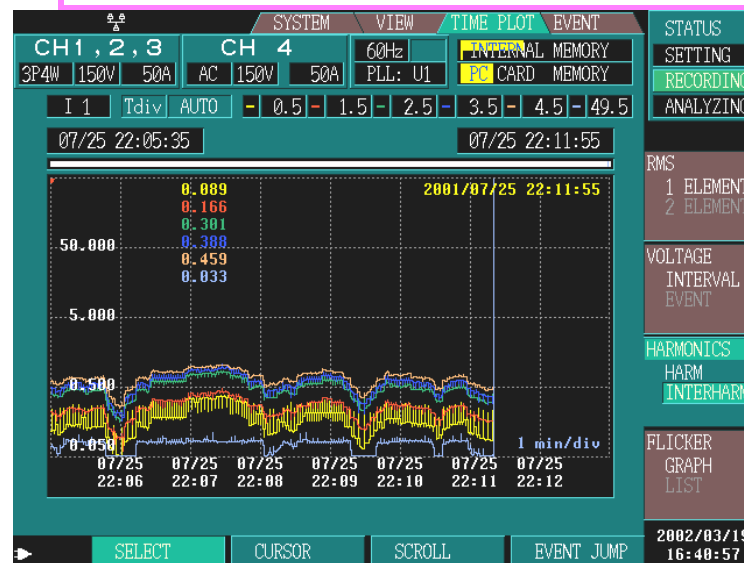 SYSTEM VIEW TIME PLOT EVENT
CH1,2,3 CH 4 60Hz INTERNAL MEMORY
3P4W 150V 50A AC 150V 50A PLL: U1 PC CARD MEMORY
I 1 Tdiv AUTO 0.5 1.5 2.5 3.5 4.5 49.5
07/25 22:05:35 07/25 22:11:55
0.089 2001/07/25 22:11:55
0.166
0.301
0.388
0.459
0.033
50.000
5.000
0.500
0.050
1 min/div
07/25 07/25 07/25 07/25 07/25 07/25 07/25
22:06 22:07 22:08 22:09 22:10 22:11 22:12
STATUS
SETTING
RECORDING
ANALYZING
RMS
1 ELEMENT
2 ELEMENT
VOLTAGE
INTERVAL
EVENT
HARMONICS
HARM
INTERHARM
FLICKER
GRAPH
LIST
SELECT CURSOR SCROLL EVENT JUMP
2002/03/19
16:40:57